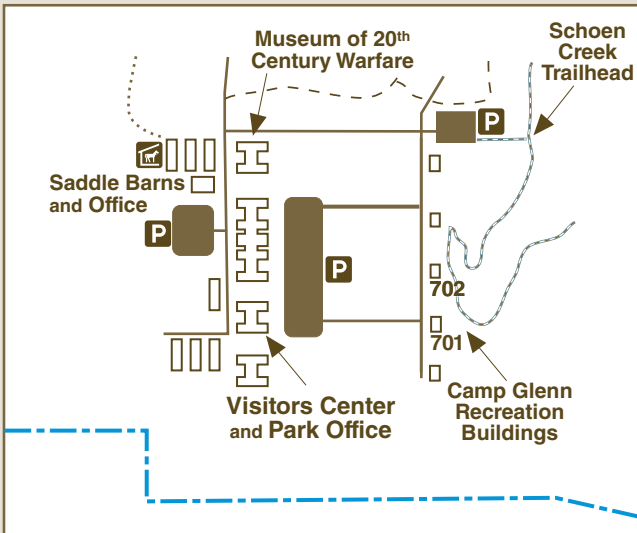 Museum of 20th
Century Warfare
Schoen
Creek
Trailhead
P
Saddle Barns
and Office
P
P
702
701
Visitors Center
and Park Office
Camp Glenn
Recreation
Buildings